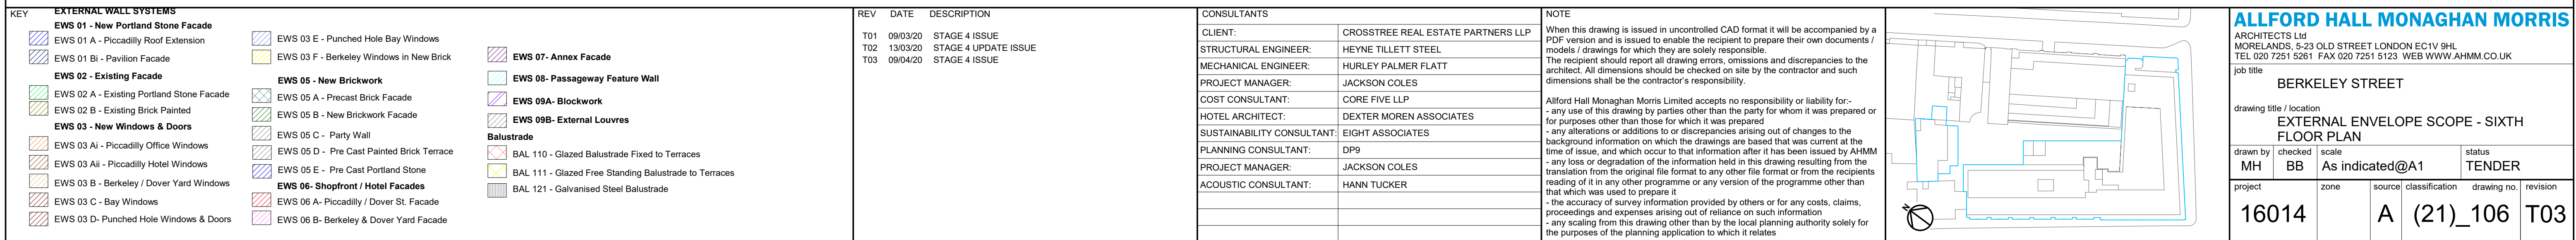 KEY
EXTERNAL WALL SYSTEMS
EWS 01 - New Portland Stone Facade
EWS 01 A - Piccadilly Roof Extension
EWS 01 Bi - Pavilion Facade
EWS 02 - Existing Facade
EWS 02 A - Existing Portland Stone Facade
EWS 02 B - Existing Brick Painted
EWS 03 - New Windows & Doors
EWS 03 Ai - Piccadilly Office Windows
EWS 03 Aii - Piccadilly Hotel Windows
EWS 03 B - Berkeley / Dover Yard Windows
EWS 03 C - Bay Windows
EWS 03 D- Punched Hole Windows & Doors
EWS 03 E - Punched Hole Bay Windows
EWS 03 F - Berkeley Windows in New Brick
EWS 05 - New Brickwork
EWS 05 A - Precast Brick Facade
EWS 05 B - New Brickwork Facade
EWS 05 C - Party Wall
EWS 05 D - Pre Cast Painted Brick Terrace
EWS 05 E - Pre Cast Portland Stone
EWS 06- Shopfront / Hotel Facades
EWS 06 A- Piccadilly / Dover St. Facade
EWS 06 B- Berkeley & Dover Yard Facade
EWS 07- Annex Facade
EWS 08- Passageway Feature Wall
EWS 09A- Blockwork
EWS 09B- External Louvres
Balustrade
BAL 110 - Glazed Balustrade Fixed to Terraces
BAL 111 - Glazed Free Standing Balustrade to Terraces
BAL 121 - Galvanised Steel Balustrade
REV DATE DESCRIPTION
T01 09/03/20 STAGE 4 ISSUE
T02 13/03/20 STAGE 4 UPDATE ISSUE
T03 09/04/20 STAGE 4 ISSUE
CONSULTANTS
CLIENT: CROSSTREE REAL ESTATE PARTNERS LLP
STRUCTURAL ENGINEER: HEYNE TILLETT STEEL
MECHANICAL ENGINEER: HURLEY PALMER FLATT
PROJECT MANAGER: JACKSON COLES
COST CONSULTANT: CORE FIVE LLP
HOTEL ARCHITECT: DEXTER MOREN ASSOCIATES
SUSTAINABILITY CONSULTANT: EIGHT ASSOCIATES
PLANNING CONSULTANT: DP9
PROJECT MANAGER: JACKSON COLES
ACOUSTIC CONSULTANT: HANN TUCKER
NOTE
When this drawing is issued in uncontrolled CAD format it will be accompanied by a
PDF version and is issued to enable the recipient to prepare their own documents /
models / drawings for which they are solely responsible.
The recipient should report all drawing errors, omissions and discrepancies to the
architect. All dimensions should be checked on site by the contractor and such
dimensions shall be the contractor's responsibility.
Allford Hall Monaghan Morris Limited accepts no responsibility or liability for:-
- any use of this drawing by parties other than the party for whom it was prepared or
for purposes other than those for which it was prepared
- any alterations or additions to or discrepancies arising out of changes to the
background information on which the drawings are based that was current at the
time of issue, and which occur to that information after it has been issued by AHMM
- any loss or degradation of the information held in this drawing resulting from the
translation from the original file format to any other file format or from the recipients
reading of it in any other programme or any version of the programme other than
that which was used to prepare it
- the accuracy of survey information provided by others or for any costs, claims,
proceedings and expenses arising out of reliance on such information
- any scaling from this drawing other than by the local planning authority solely for
the purposes of the planning application to which it relates
N
ALLFORD HALL MONAGHAN MORRIS
ARCHITECTS Ltd
MORELANDS, 5-23 OLD STREET LONDON EC1V 9HL
TEL 020 7251 5261 FAX 020 7251 5123 WEB WWW.AHMM.CO.UK
job title
BERKELEY STREET
drawing title / location
EXTERNAL ENVELOPE SCOPE - SIXTH
FLOOR PLAN
drawn by checked scale status
MH BB As indicated@A1 TENDER
project zone source classification drawing no. revision
16014 A (21)_106 T03